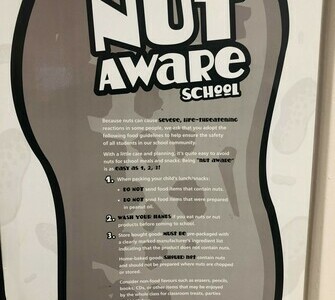 NUT
AWARE
SCHOOL
Because nuts can cause SEVERE, LIFE-THREATENING
reactions in some people, we ask that you adopt the
following food guidelines to help ensure the safety
of all students in our school community.
With a little care and planning, it's quite easy to avoid
nuts for school meals and snacks. Being "NUT AWARE"
is as EASY AS 1, 2, 3!
1. When packing your child's lunch/snacks:
• DO NOT send food items that contain nuts.
• DO NOT send food items that were prepared
in peanut oil.
2. WASH YOUR HANDS if you eat nuts or nut
products before coming to school.
3. Store bought goods MUST BE pre-packaged with
a clearly marked manufacturer's ingredient list
indicating that the product does not contain nuts.
Home-baked goods SHOULD NOT contain nuts
and should not be prepared where nuts are chopped
or stored.
Consider non-food favours such as erasers, pencils,
books, CDs, or other items that may be enjoyed
by the whole class for classroom treats, parties